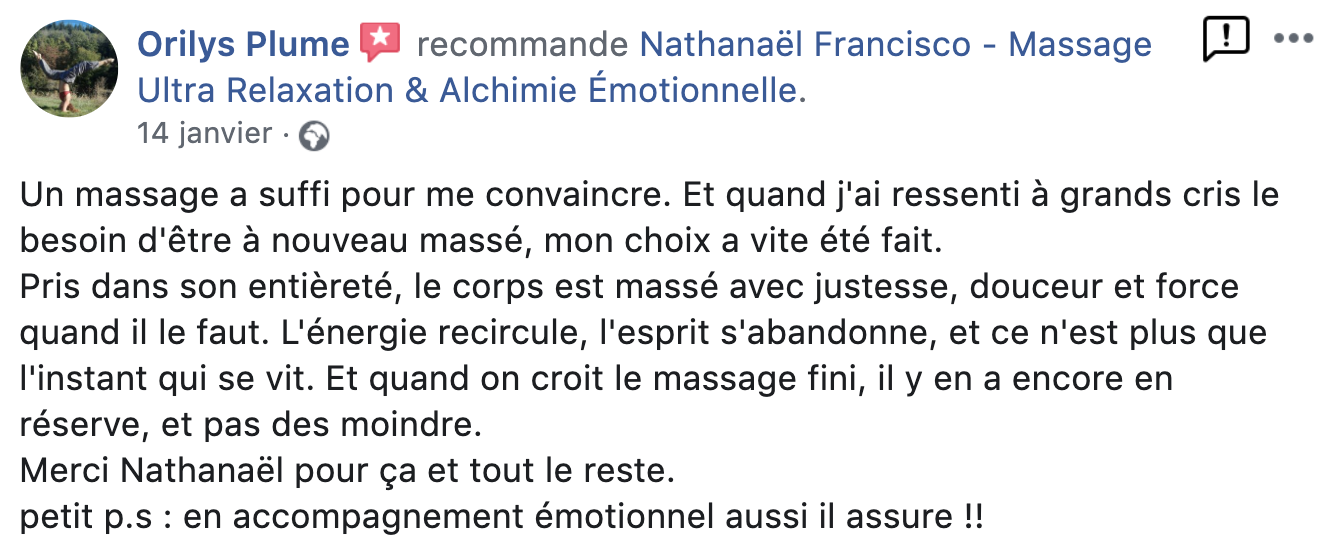 Orilys Plume recommande Nathanaël Francisco - Massage
Ultra Relaxation & Alchimie Émotionnelle.
14 janvier ·
Un massage a suffi pour me convaincre. Et quand j'ai ressenti à grands cris le
besoin d'être à nouveau massé, mon choix a vite été fait.
Pris dans son entièreté, le corps est massé avec justesse, douceur et force
quand il le faut. L'énergie recircule, l'esprit s'abandonne, et ce n'est plus que
l'instant qui se vit. Et quand on croit le massage fini, il y en a encore en
réserve, et pas des moindre.
Merci Nathanaël pour ça et tout le reste.
petit p.s : en accompagnement émotionnel aussi il assure !!